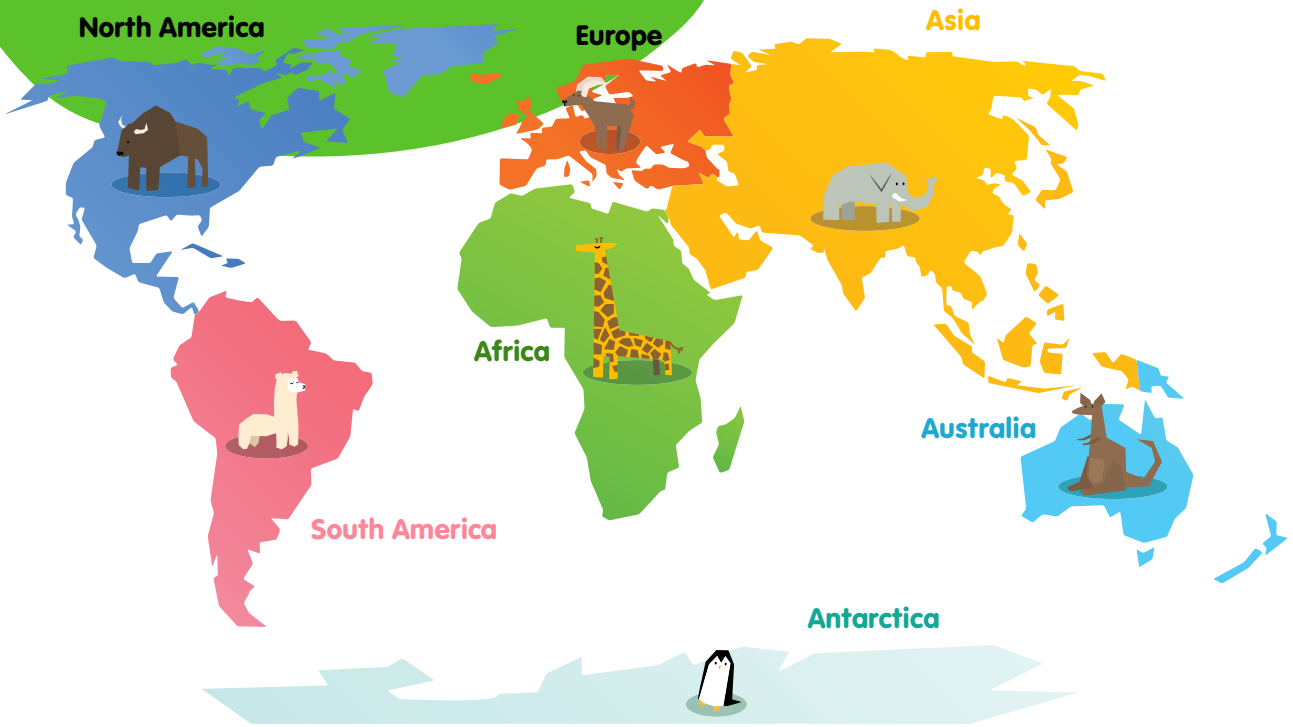 North America
Europe
Asia
Africa
Australia
South America
Antarctica